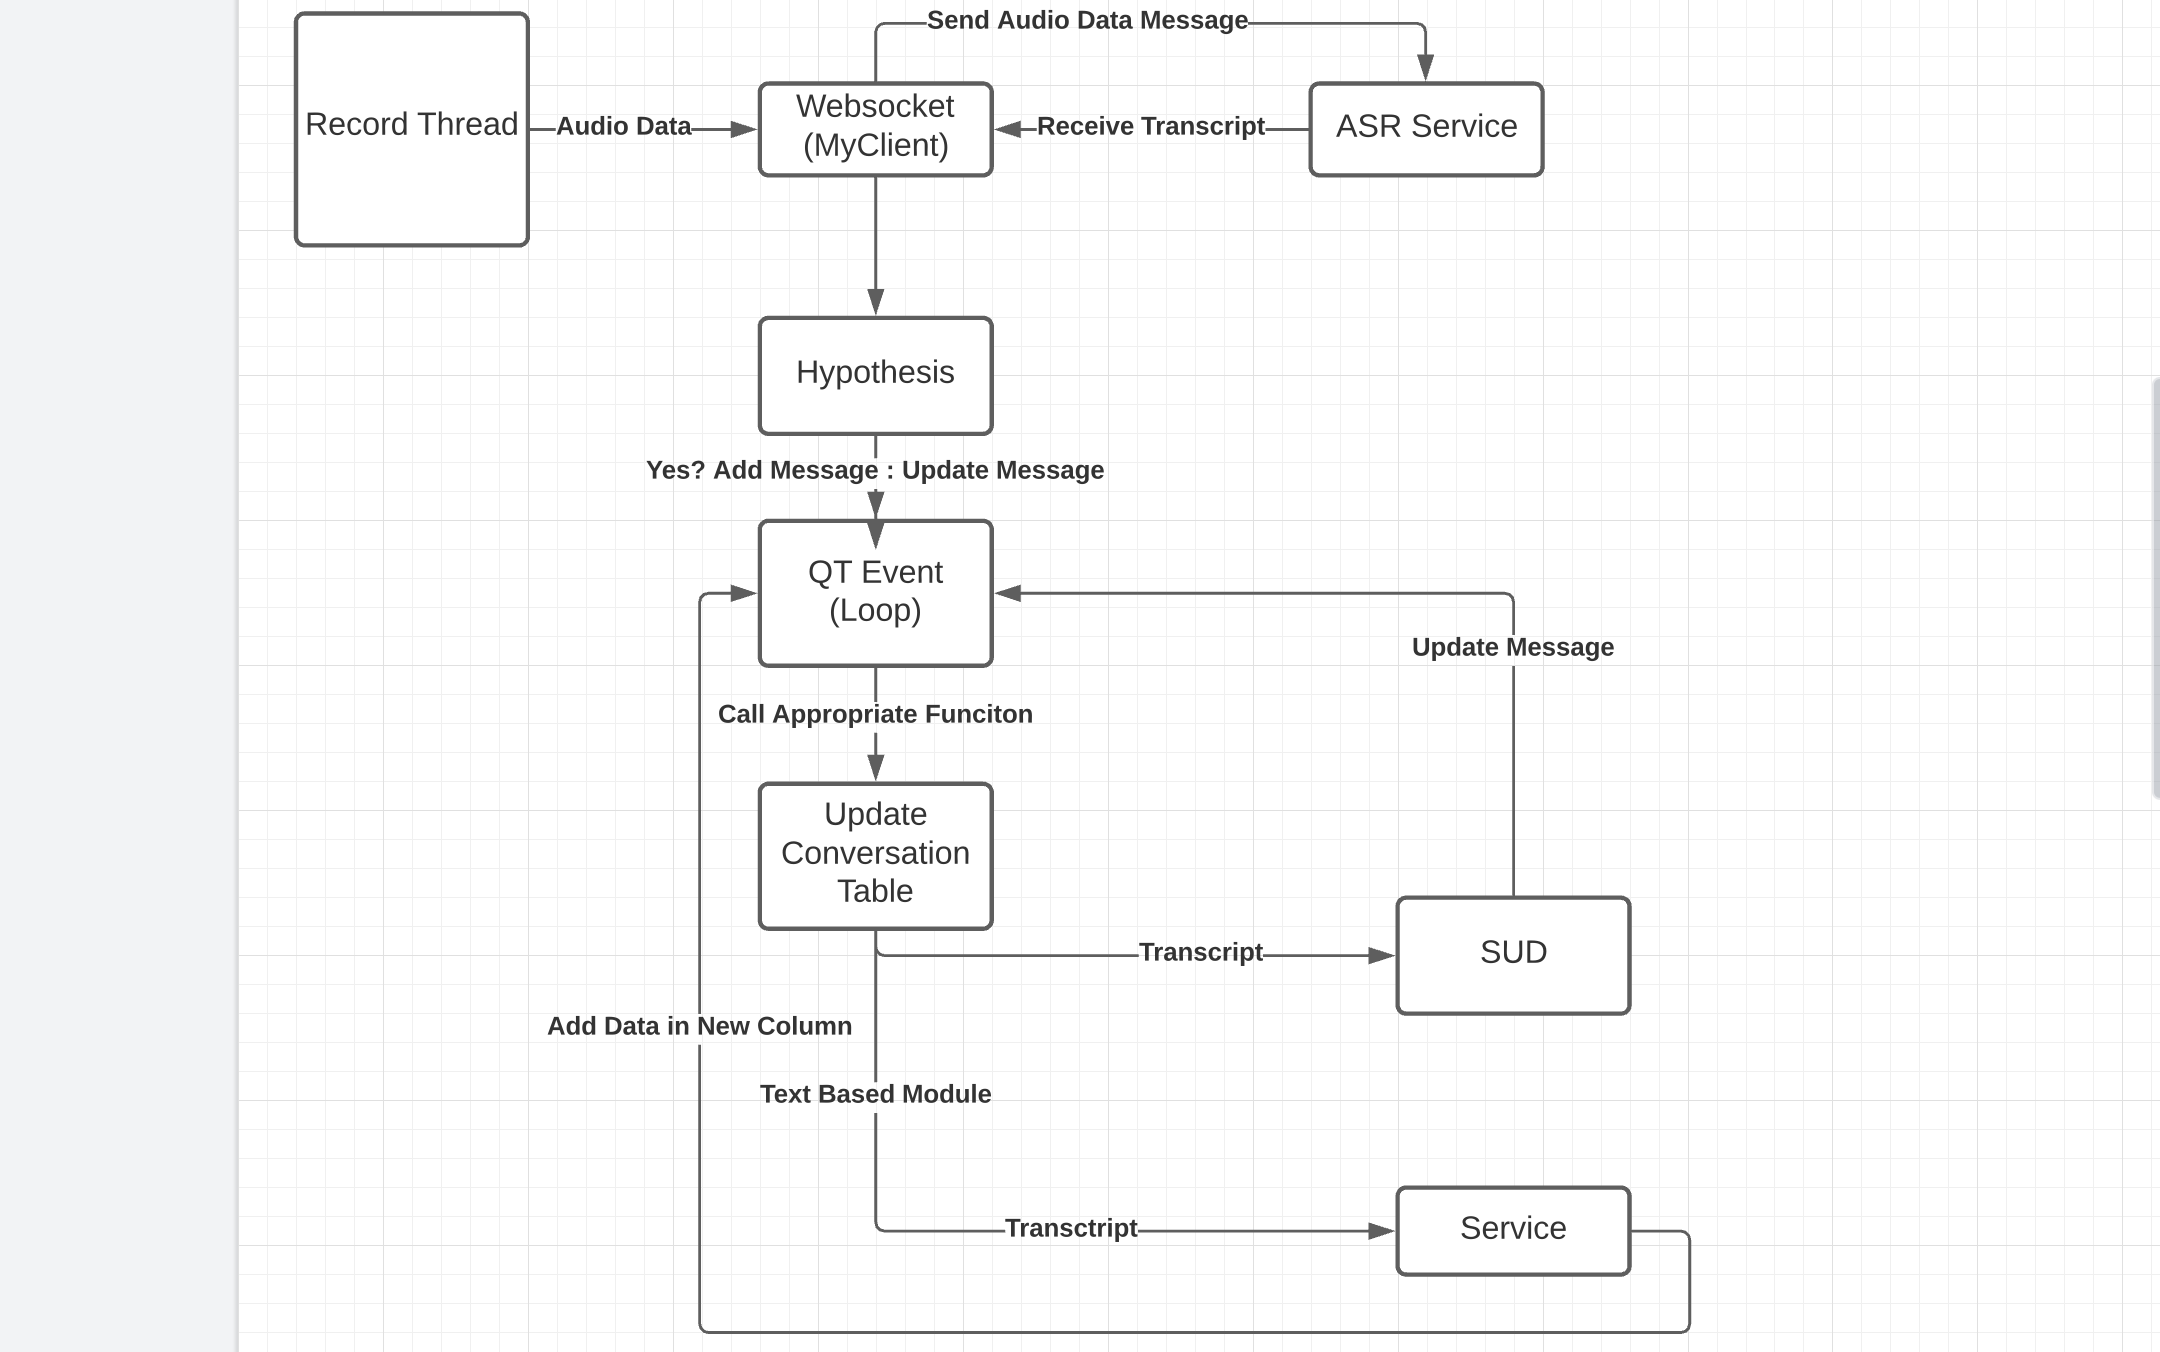 Send Audio Data Message
Record Thread
Audio Data
Websocket
(MyClient)
Receive Transcript
ASR Service
Hypothesis
Yes? Add Message : Update Message
QT Event
(Loop)
Update Message
Call Appropriate Funciton
Update
Conversation
Table
Transcript
SUD
Add Data in New Column
Text Based Module
Transctript
Service